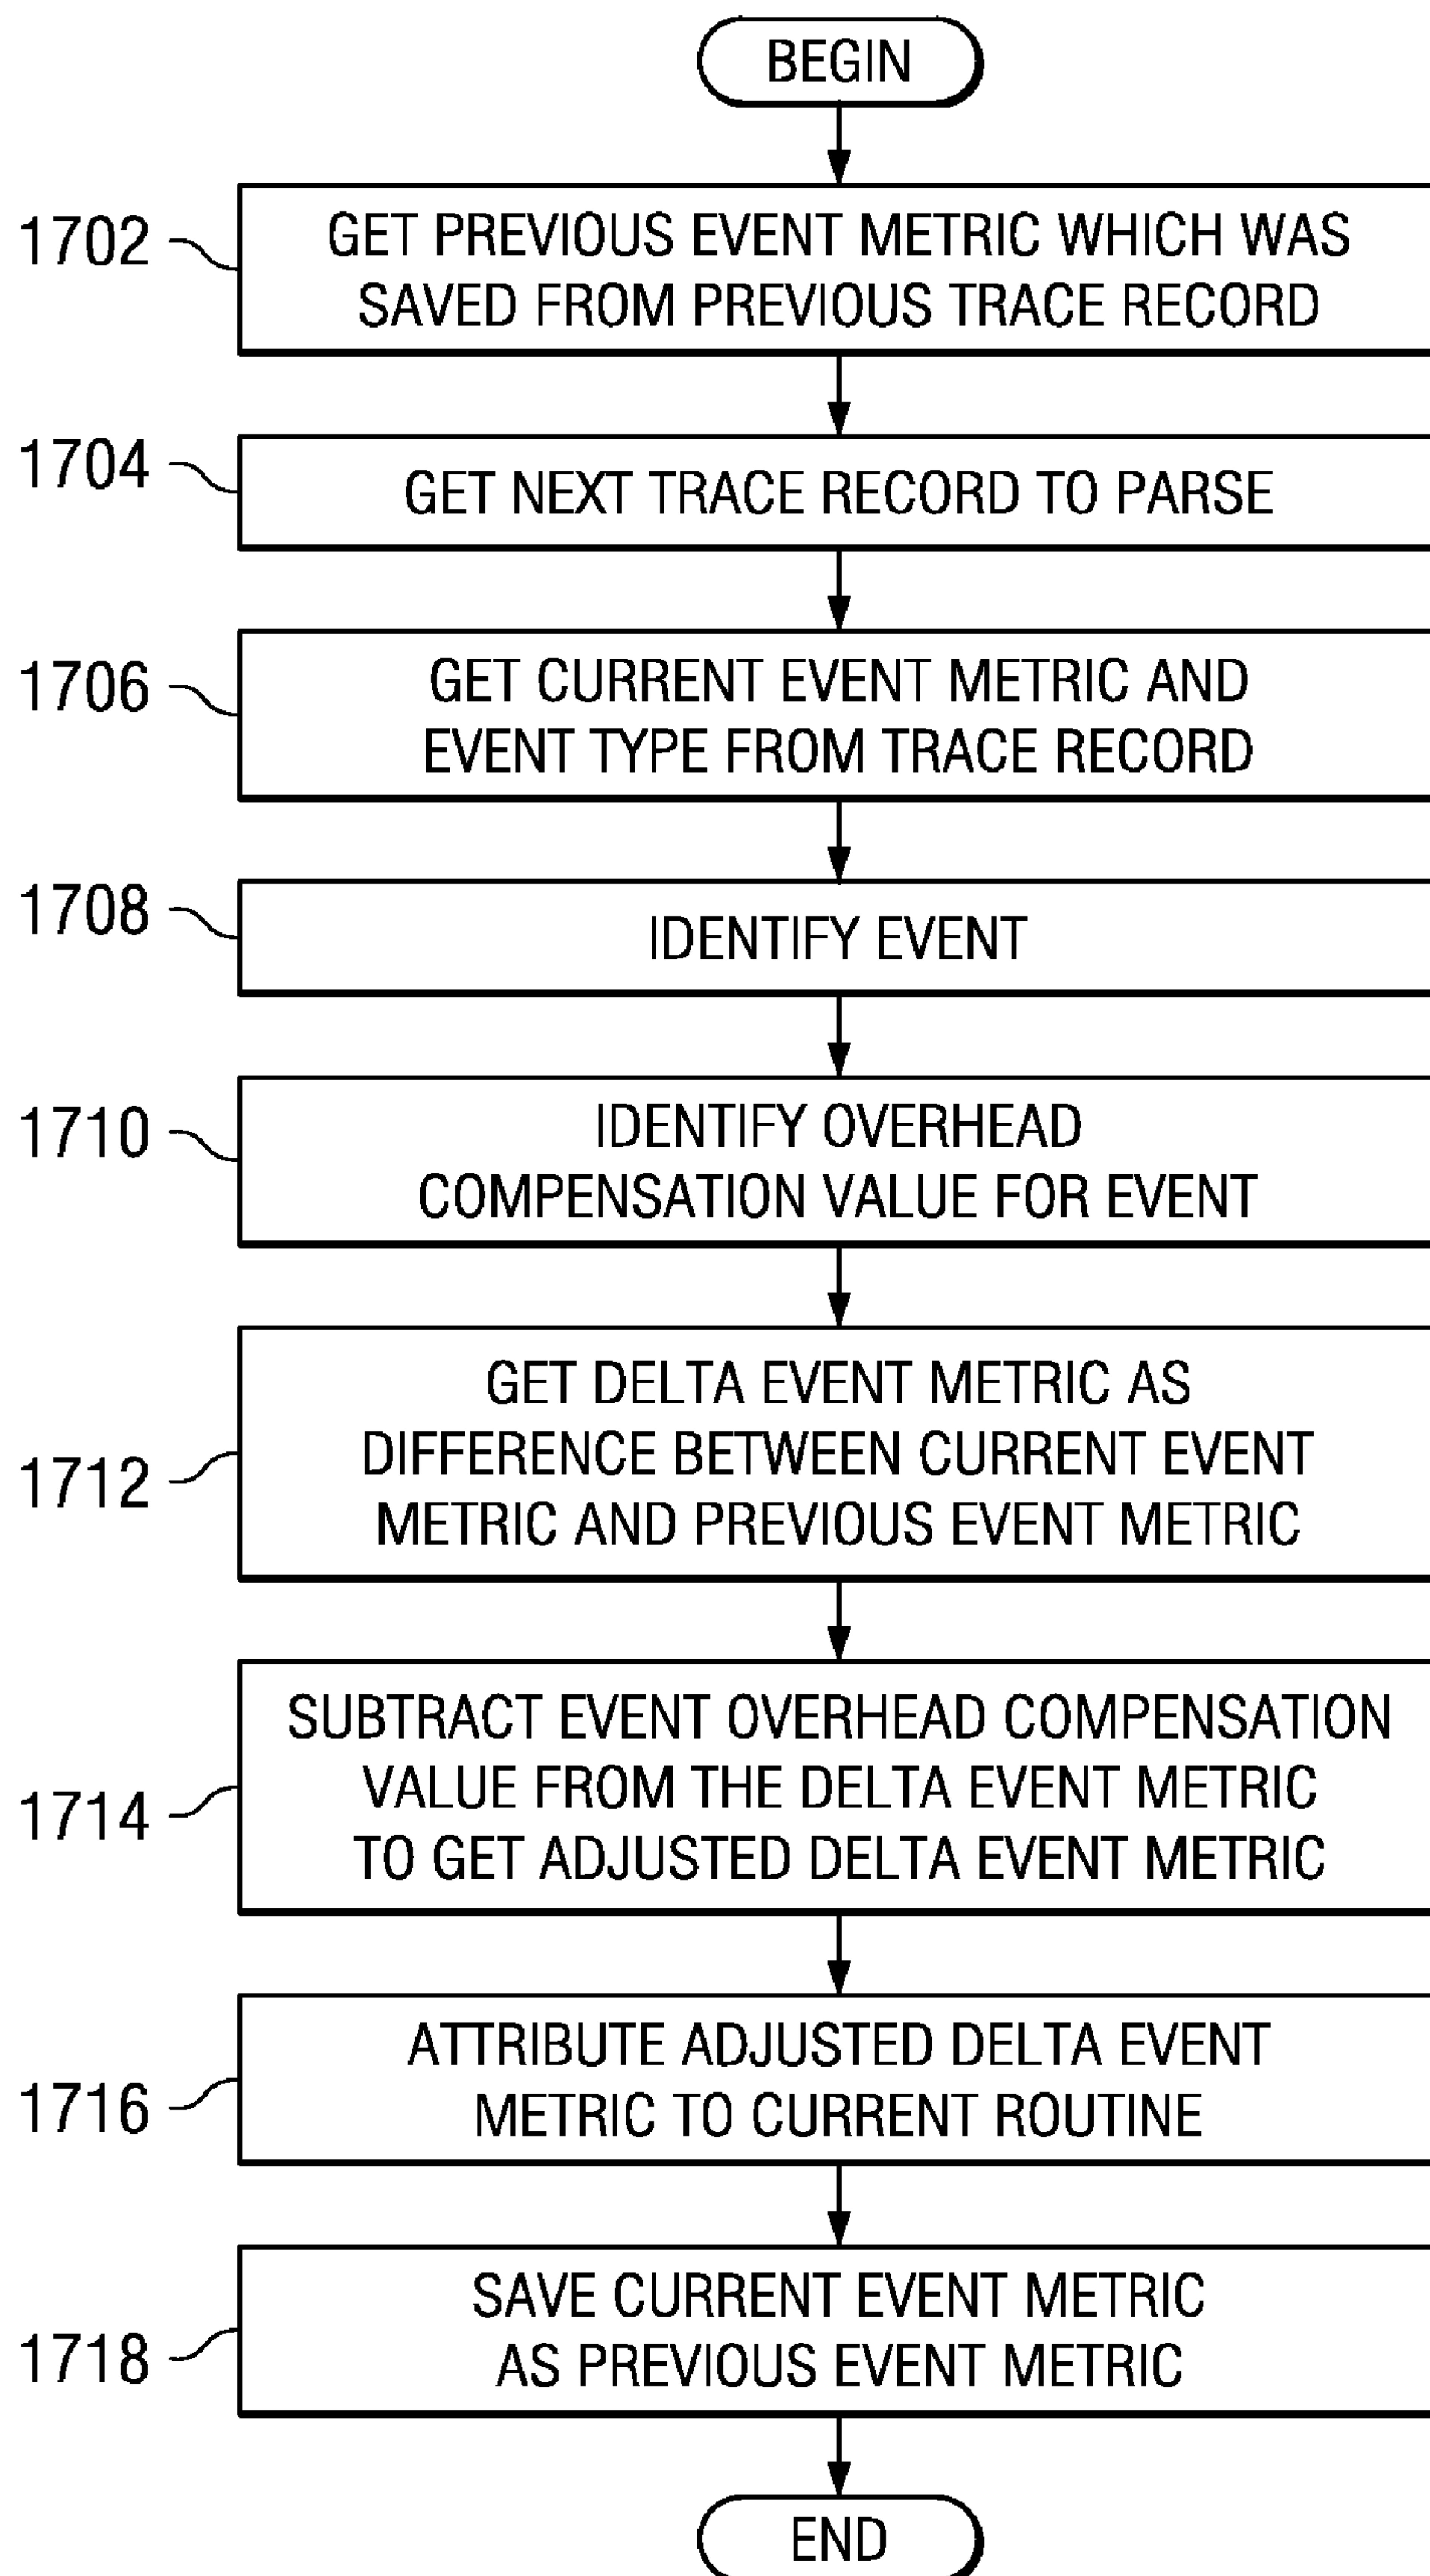 BEGIN
1702
GET PREVIOUS EVENT METRIC WHICH WAS
SAVED FROM PREVIOUS TRACE RECORD
1704
GET NEXT TRACE RECORD TO PARSE
1706
GET CURRENT EVENT METRIC AND
EVENT TYPE FROM TRACE RECORD
1708
IDENTIFY EVENT
1710
IDENTIFY OVERHEAD
COMPENSATION VALUE FOR EVENT
1712
GET DELTA EVENT METRIC AS
DIFFERENCE BETWEEN CURRENT EVENT
METRIC AND PREVIOUS EVENT METRIC
1714
SUBTRACT EVENT OVERHEAD COMPENSATION
VALUE FROM THE DELTA EVENT METRIC
TO GET ADJUSTED DELTA EVENT METRIC
1716
ATTRIBUTE ADJUSTED DELTA EVENT
METRIC TO CURRENT ROUTINE
1718
SAVE CURRENT EVENT METRIC
AS PREVIOUS EVENT METRIC
END